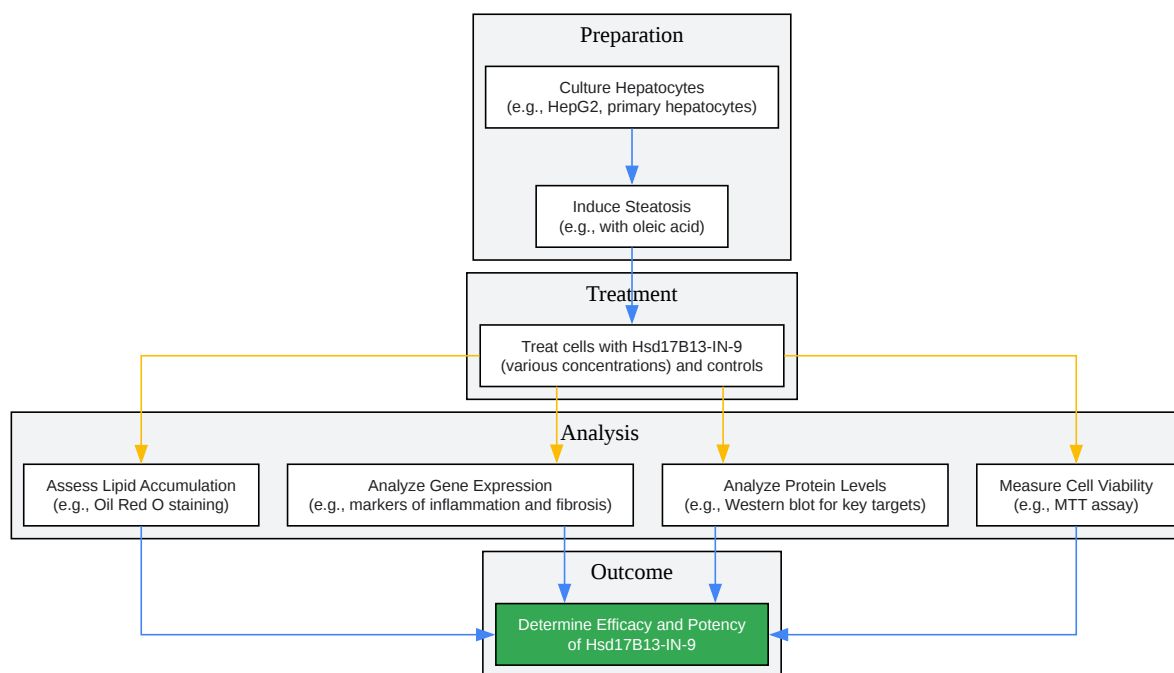 Preparation
Culture Hepatocytes
(e.g., HepG2, primary hepatocytes)
Induce Steatosis
(e.g., with oleic acid)
Treatment
Treat cells with Hsd17B13-IN-9
(various concentrations) and controls
Analysis
Assess Lipid Accumulation
(e.g., Oil Red O staining)
Analyze Gene Expression
(e.g., markers of inflammation and fibrosis)
Analyze Protein Levels
(e.g., Western blot for key targets)
Measure Cell Viability
(e.g., MTT assay)
Outcome
Determine Efficacy and Potency
of Hsd17B13-IN-9